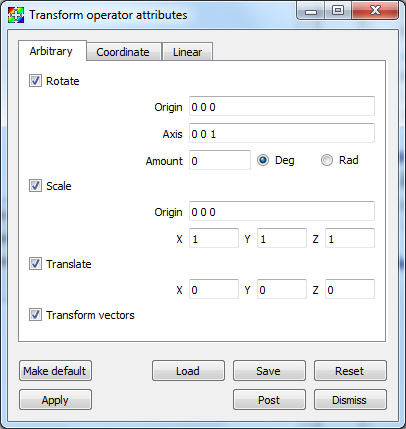 Transform operator attributes
Arbitrary Coordinate Linear
Rotate
Origin 0 0 0
Axis 0 0 1
Amount 0 Deg Rad
Scale
Origin 0 0 0
X 1 Y 1 Z 1
Translate
X 0 Y 0 Z 0
Transform vectors
Make default Load Save Reset
Apply Post Dismiss